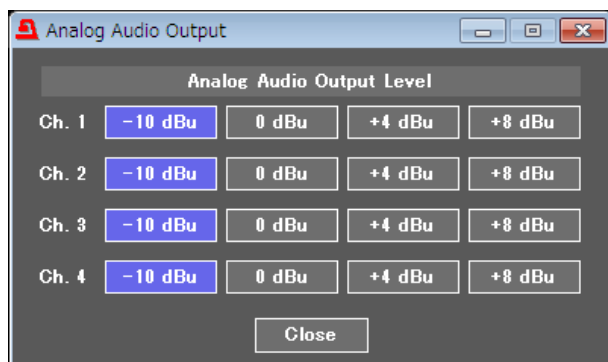 Analog Audio Output
Analog Audio Output Level
Ch. 1 -10 dBu 0 dBu +4 dBu +8 dBu
Ch. 2 -10 dBu 0 dBu +4 dBu +8 dBu
Ch. 3 -10 dBu 0 dBu +4 dBu +8 dBu
Ch. 4 -10 dBu 0 dBu +4 dBu +8 dBu
Close